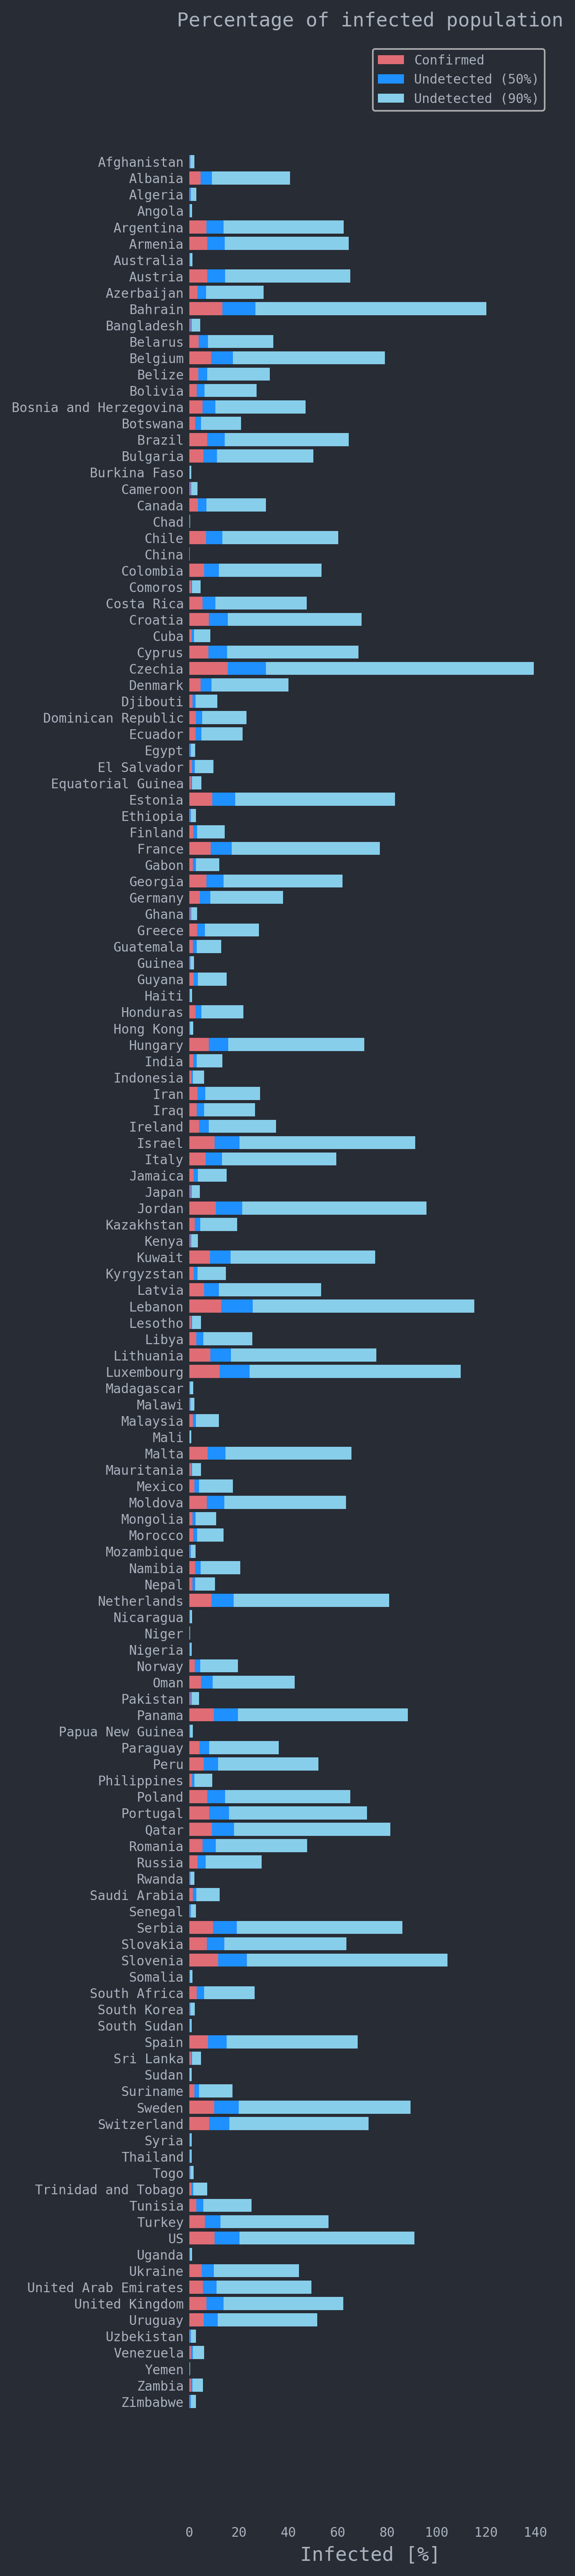 Percentage of infected population
Confirmed
Undetected (50%)
Undetected (90%)
Afghanistan
Albania
Algeria
Angola
Argentina
Armenia
Australia
Austria
Azerbaijan
Bahrain
Bangladesh
Belarus
Belgium
Belize
Bolivia
Bosnia and Herzegovina
Botswana
Brazil
Bulgaria
Burkina Faso
Cameroon
Canada
Chad
Chile
China
Colombia
Comoros
Costa Rica
Croatia
Cuba
Cyprus
Czechia
Denmark
Djibouti
Dominican Republic
Ecuador
Egypt
El Salvador
Equatorial Guinea
Estonia
Ethiopia
Finland
France
Gabon
Georgia
Germany
Ghana
Greece
Guatemala
Guinea
Guyana
Haiti
Honduras
Hong Kong
Hungary
India
Indonesia
Iran
Iraq
Ireland
Israel
Italy
Jamaica
Japan
Jordan
Kazakhstan
Kenya
Kuwait
Kyrgyzstan
Latvia
Lebanon
Lesotho
Libya
Lithuania
Luxembourg
Madagascar
Malawi
Malaysia
Mali
Malta
Mauritania
Mexico
Moldova
Mongolia
Morocco
Mozambique
Namibia
Nepal
Netherlands
Nicaragua
Niger
Nigeria
Norway
Oman
Pakistan
Panama
Papua New Guinea
Paraguay
Peru
Philippines
Poland
Portugal
Qatar
Romania
Russia
Rwanda
Saudi Arabia
Senegal
Serbia
Slovakia
Slovenia
Somalia
South Africa
South Korea
South Sudan
Spain
Sri Lanka
Sudan
Suriname
Sweden
Switzerland
Syria
Thailand
Togo
Trinidad and Tobago
Tunisia
Turkey
US
Uganda
Ukraine
United Arab Emirates
United Kingdom
Uruguay
Uzbekistan
Venezuela
Yemen
Zambia
Zimbabwe
0 20 40 60 80 100 120 140
Infected [%]